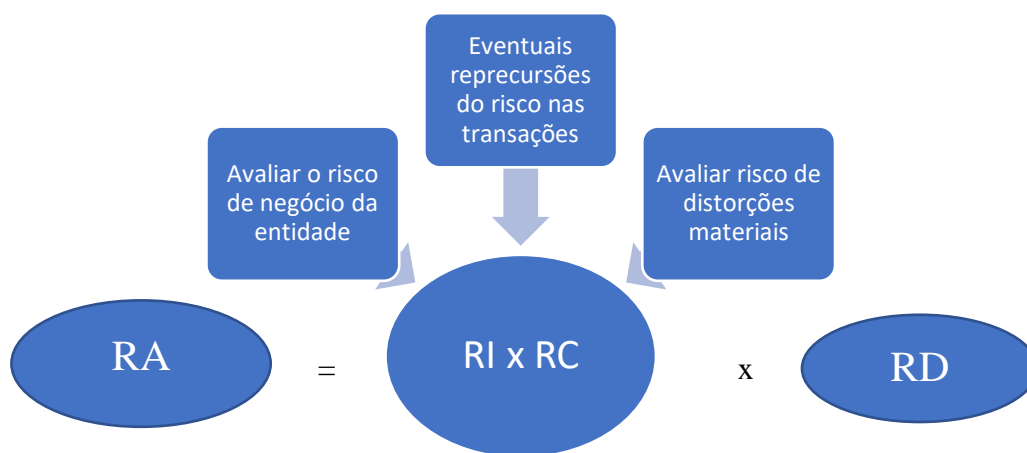 Eventuais
reprecursões
do risco nas
transações
Avaliar o risco
de negócio da
entidade
Avaliar risco de
distorções
materiais
RA
=
RI x RC
x
RD